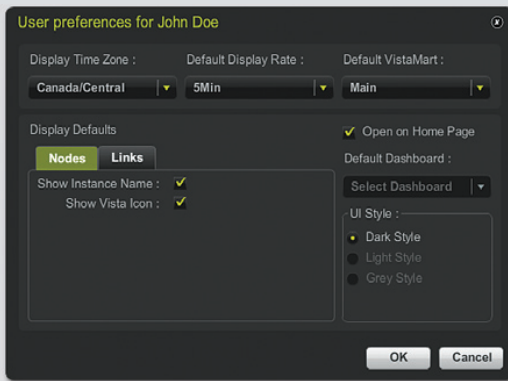 User preferences for John Doe
Display Time Zone : Default Display Rate : Default VistaMart :
Canada/Central 5Min Main
Display Defaults
Open on Home Page
Nodes Links
Default Dashboard :
Show Instance Name :
Select Dashboard
Show Vista Icon :
UI Style :
Dark Style
Light Style
Grey Style
OK Cancel